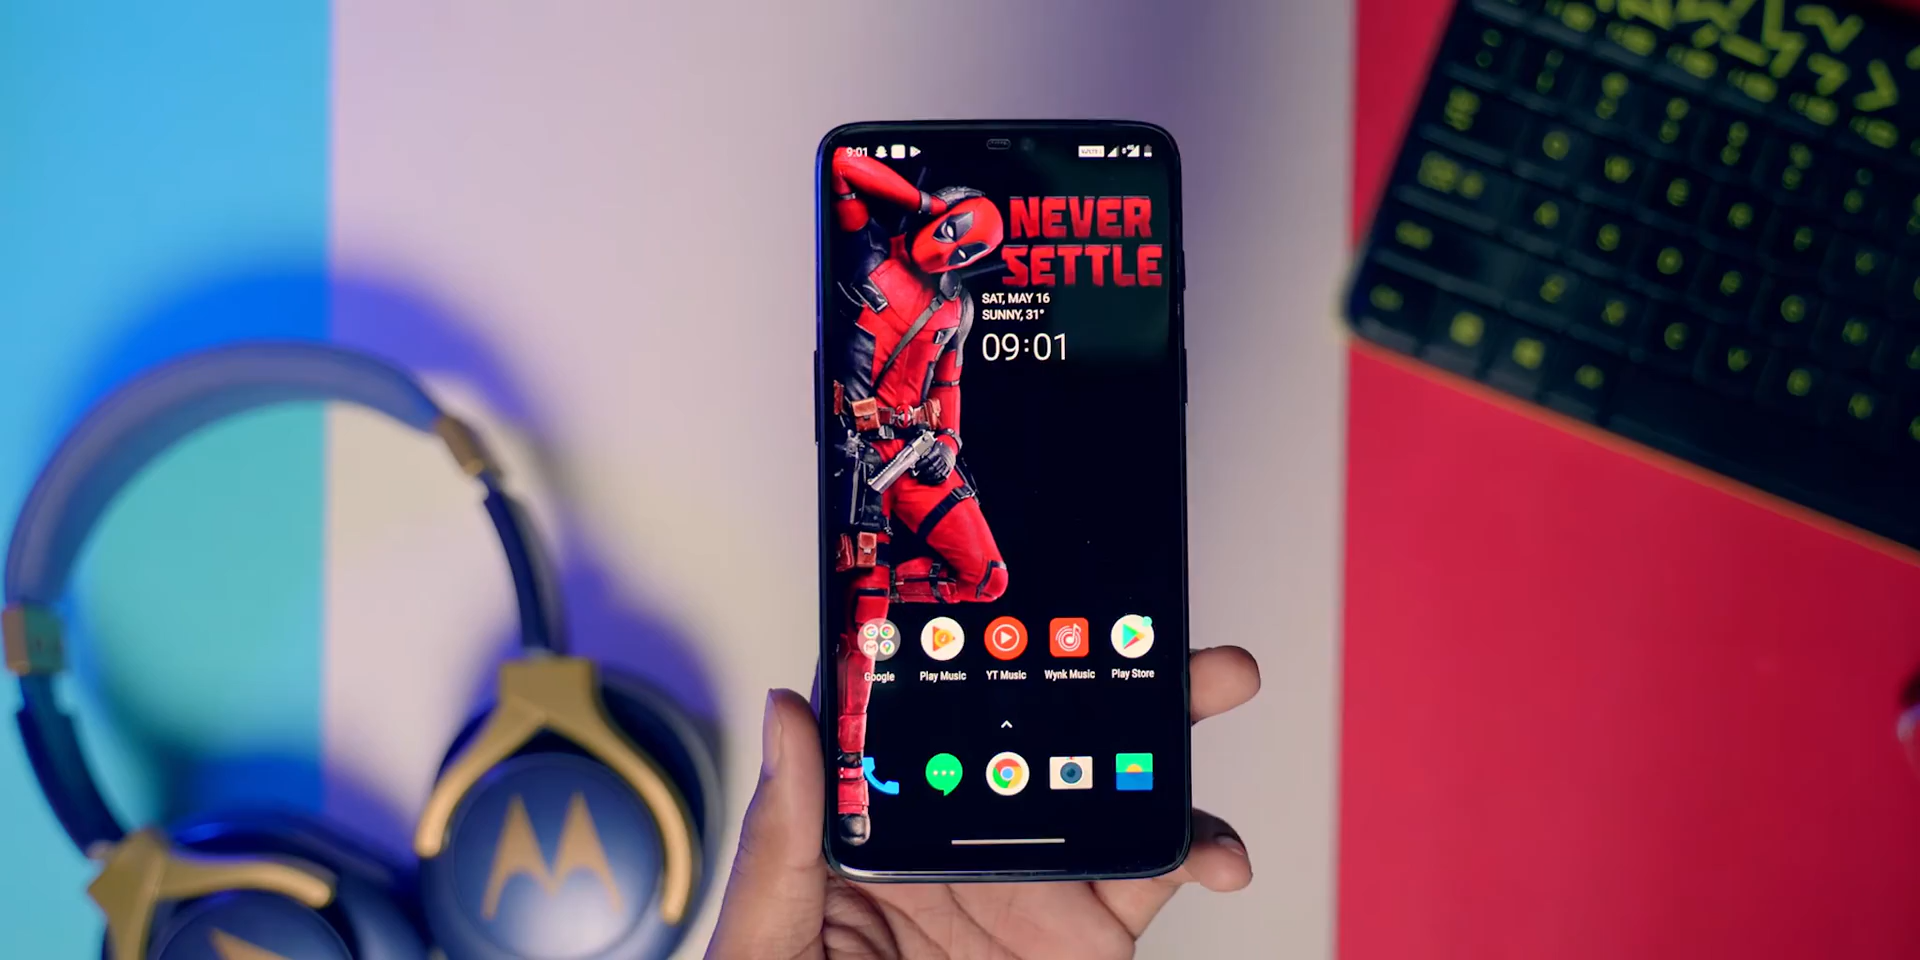 9:01
NEVER
SETTLE
SAT, MAY 16
SUNNY, 31°
09:01
Google
Play Music
YT Music
Wynk Music
Play Store